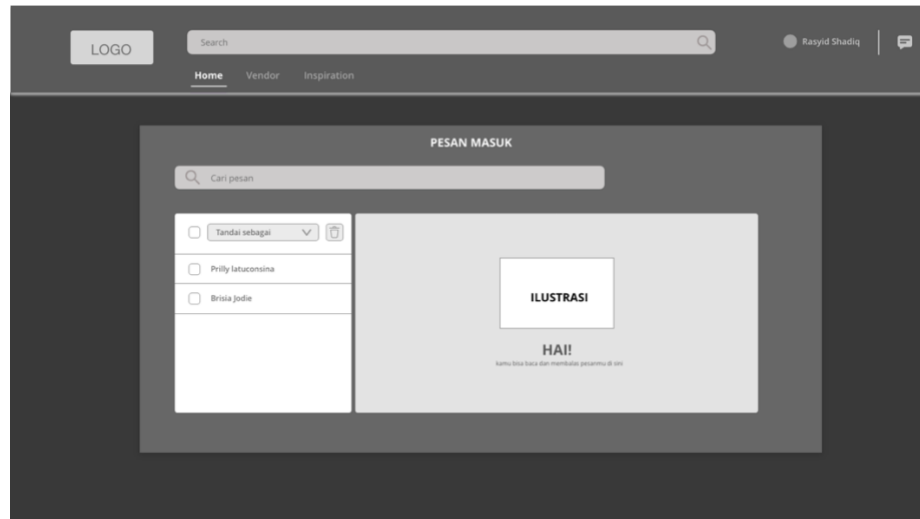 LOGO
Search
Rasyid Shadiq
Home Vendor Inspiration
PESAN MASUK
Cari pesan
Tandai sebagai
Prilly latuconsina
Brisia Jodie
ILUSTRASI
HAI!
kamu bisa baca dan membalas pesanmu di sini